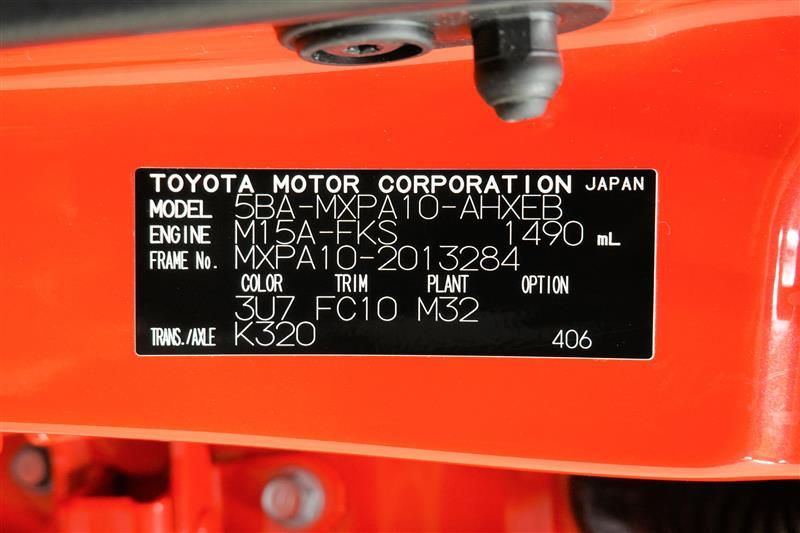 TOYOTA MOTOR CORPORATION JAPAN
MODEL 5BA-MXPA10-AHXEB
ENGINE M15A-FKS 1490 mL
FRAME No. MXPA10-2013284
COLOR TRIM PLANT OPTION
3U7 FC10 M32
TRANS./AXLE K320 406